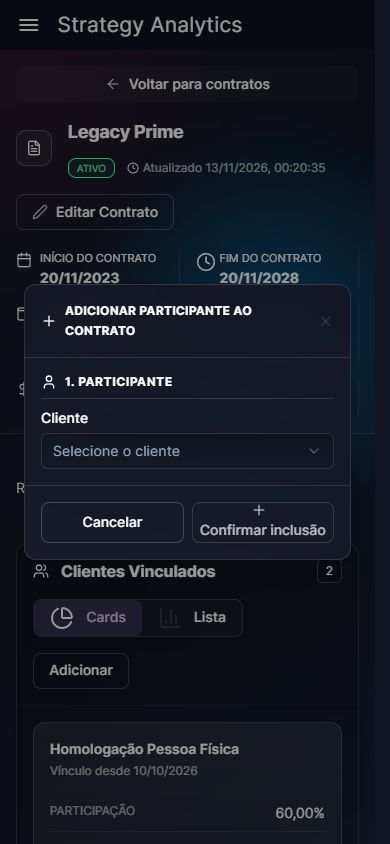 Strategy Analytics
Voltar para contratos
Legacy Prime
ATIVO
Atualizado 13/11/2026, 00:20:35
Editar Contrato
INÍCIO DO CONTRATO
20/11/2023
FIM DO CONTRATO
20/11/2028
ADICIONAR PARTICIPANTE AO
CONTRATO
1. PARTICIPANTE
Cliente
Selecione o cliente
Cancelar
Confirmar inclusão
R
Clientes Vinculados
2
Cards
Lista
Adicionar
Homologação Pessoa Física
Vínculo desde 10/10/2026
PARTICIPAÇÃO
60,00%